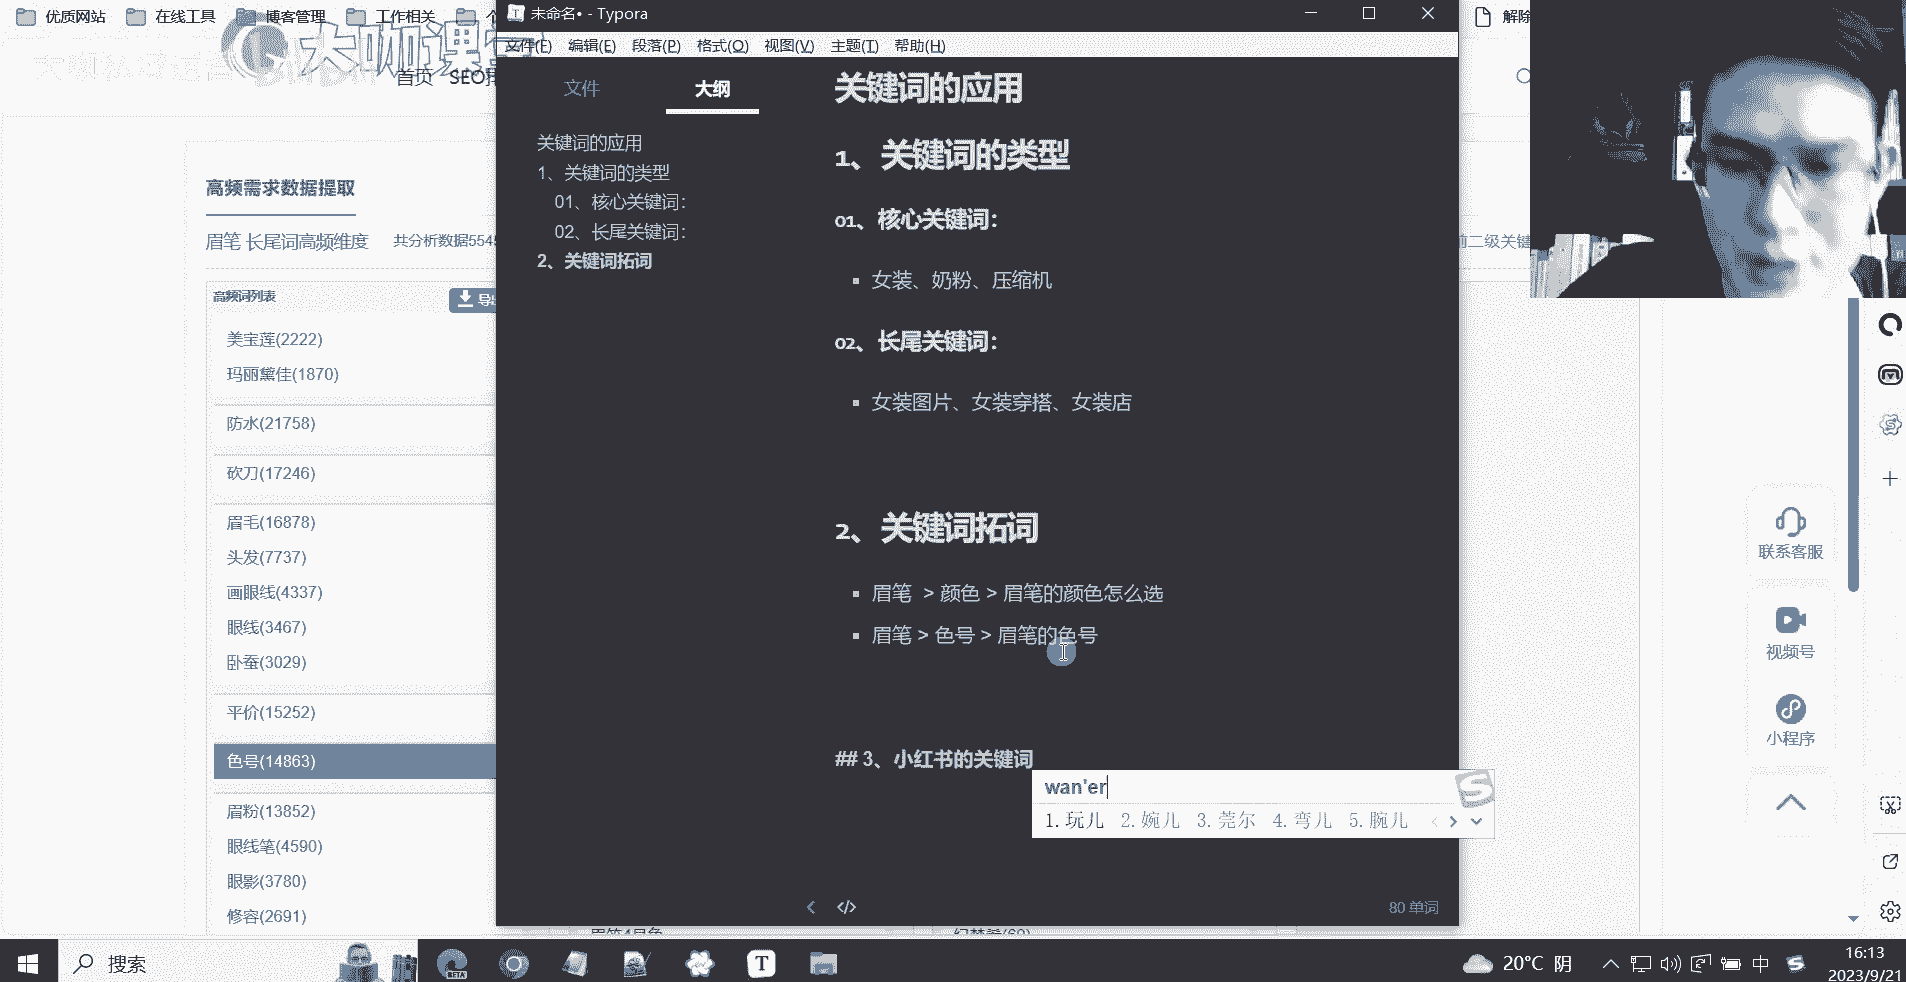 优质网站
在线工具
博客管理
工作相关
未命名• - Typora
解除
大咖课堂
首页 SEO
文件(F) 编辑(E) 段落(P) 格式(O) 视图(V) 主题(T) 帮助(H)
文件
大纲
关键词的应用
1、关键词的类型
01、核心关键词：
02、长尾关键词：
2、关键词拓词
关键词的应用
1、关键词的类型
01、核心关键词：
女装、奶粉、压缩机
02、长尾关键词：
女装图片、女装穿搭、女装店
2、关键词拓词
眉笔 > 颜色 > 眉笔的颜色怎么选
眉笔 > 色号 > 眉笔的色号
## 3、小红书的关键词
wan'er
1.玩儿 2.婉儿 3.莞尔 4.弯儿 5.腕儿
80 单词
高频需求数据提取
眉笔 长尾词高频维度
共分析数据5545
前二级关键
高频词列表
导
美宝莲(2222)
玛丽黛佳(1870)
防水(21758)
砍刀(17246)
眉毛(16878)
头发(7737)
画眼线(4337)
眼线(3467)
卧蚕(3029)
平价(15252)
色号(14863)
眉粉(13852)
眼线笔(4590)
眼影(3780)
修容(2691)
联系客服
视频号
小程序
搜索
BETA
T
20°C 阴
中
16:13
2023/9/21